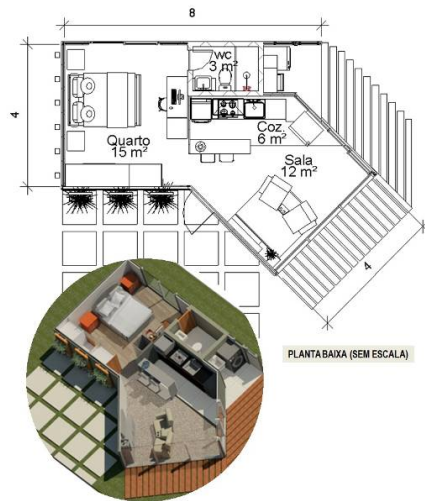 8
4
WC
3 m²
Quarto
15 m²
Coz.
6 m²
Sala
12 m²
4
PLANTA BAIXA (SEM ESCALA)